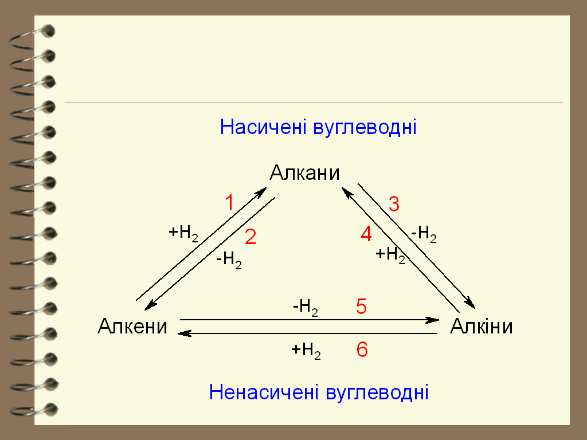 Насичені вуглеводні
Алкани
1
3
+H₂
2
4
-H₂
-H₂
+H₂
-H₂
5
Алкени
Алкіни
+H₂
6
Ненасичені вуглеводні